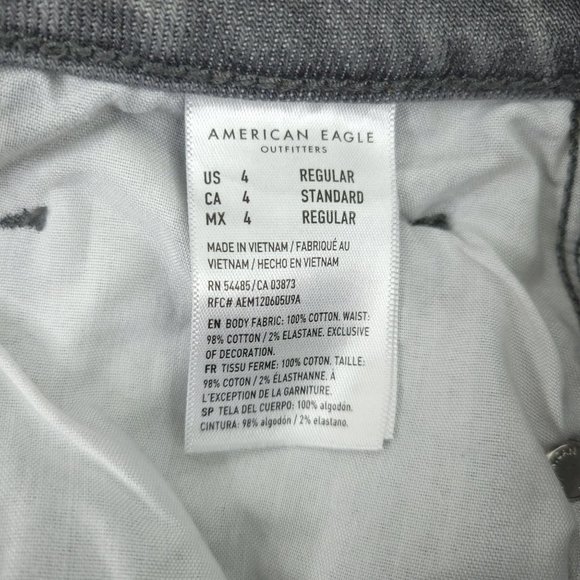 AMERICAN EAGLE
OUTFITTERS
US 4 REGULAR
CA 4 STANDARD
MX 4 REGULAR
MADE IN VIETNAM / FABRIQUÉ AU
VIETNAM / HECHO EN VIETNAM
RN 54485/CA 03873
RFC# AEM120605U9A
EN BODY FABRIC: 100% COTTON. WAIST:
98% COTTON / 2% ELASTANE. EXCLUSIVE
OF DECORATION.
FR TISSU FERME: 100% COTON. TAILLE:
98% COTON / 2% ÉLASTHANNE. À
L'EXCEPTION DE LA GARNITURE.
SP TELA DEL CUERPO: 100% algodón.
CINTURA: 98% algodón / 2% elastano.